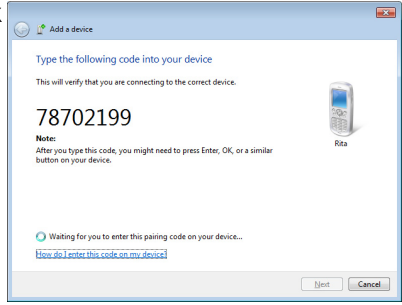 Add a device
Type the following code into your device
This will verify that you are connecting to the correct device.
78702199
Note:
After you type this code, you might need to press Enter, OK, or a similar
button on your device.
Rita
Waiting for you to enter this pairing code on your device...
How do I enter this code on my device?
Next Cancel